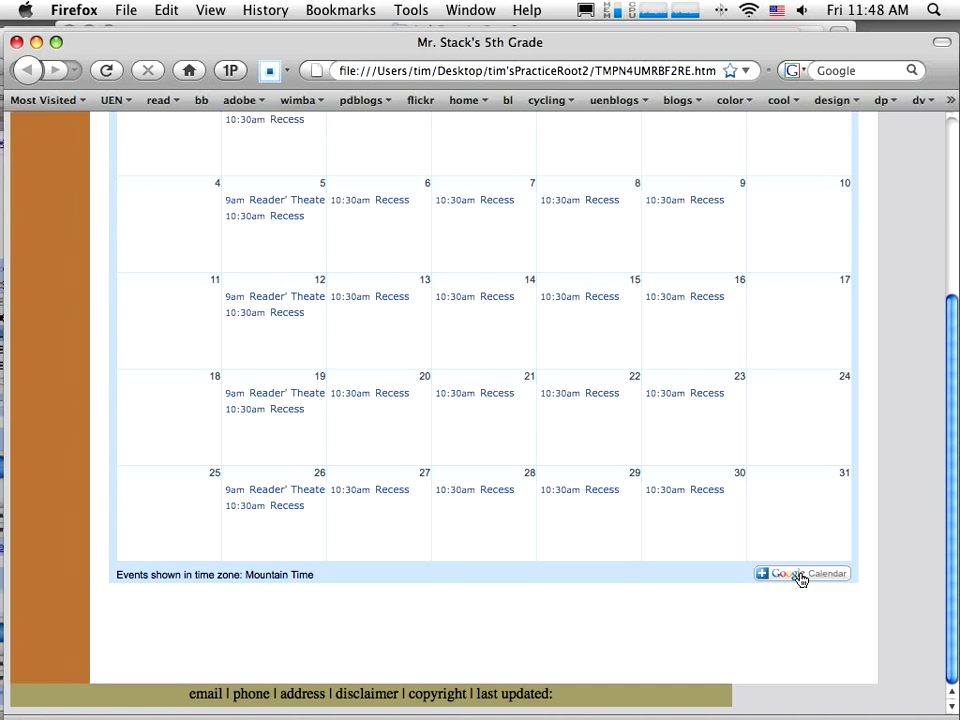 Firefox File Edit View History Bookmarks Tools Window Help Fri 11:48 AM
Mr. Stack's 5th Grade
1P file:///Users/tim/Desktop/tim'sPracticeRoot2/TMPN4UMRBF2RE.htm Google
Most Visited UEN read bb adobe wimba pdblogs flickr home bl cycling uenblogs blogs color cool design dp dv
10:30am Recess
4 5 6 7 8 9 10
9am Reader' Theate 10:30am Recess 10:30am Recess 10:30am Recess 10:30am Recess
10:30am Recess
11 12 13 14 15 16 17
9am Reader' Theate 10:30am Recess 10:30am Recess 10:30am Recess 10:30am Recess
10:30am Recess
18 19 20 21 22 23 24
9am Reader' Theate 10:30am Recess 10:30am Recess 10:30am Recess 10:30am Recess
10:30am Recess
25 26 27 28 29 30 31
9am Reader' Theate 10:30am Recess 10:30am Recess 10:30am Recess 10:30am Recess
10:30am Recess
Events shown in time zone: Mountain Time Google Calendar
email | phone | address | disclaimer | copyright | last updated: